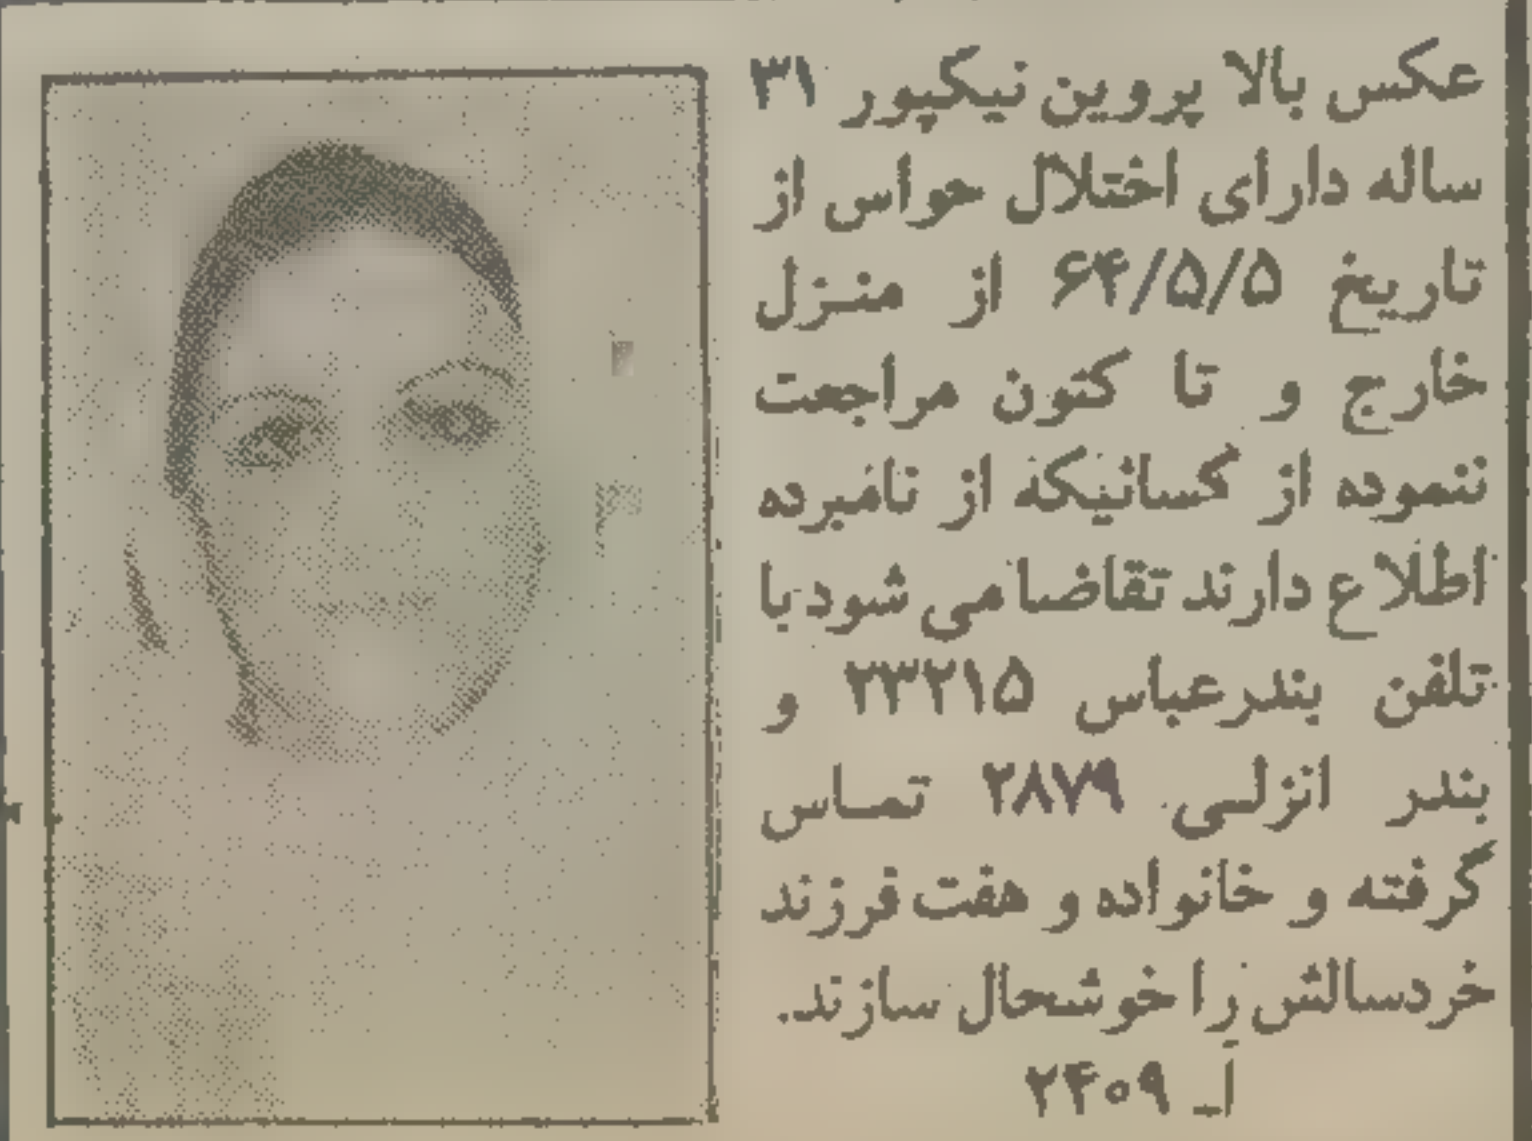 عکس بالا پروین نیکپور ۳۱
ساله دارای اختلال حواس از
تاریخ ۶۴/۵/۵ از منزل
خارج و تا کنون مراجعت
ننموده از کسانیکه از نامبرده
اطلاع دارند تقاضا می شود با
تلفن بندرعباس ۲۳۲۱۵ و
بندر انزلی ۲۸۷۹ تماس
گرفته و خانواده و هفت فرزند
خردسالش را خوشحال سازند.
ا_ ۲۴۰۹